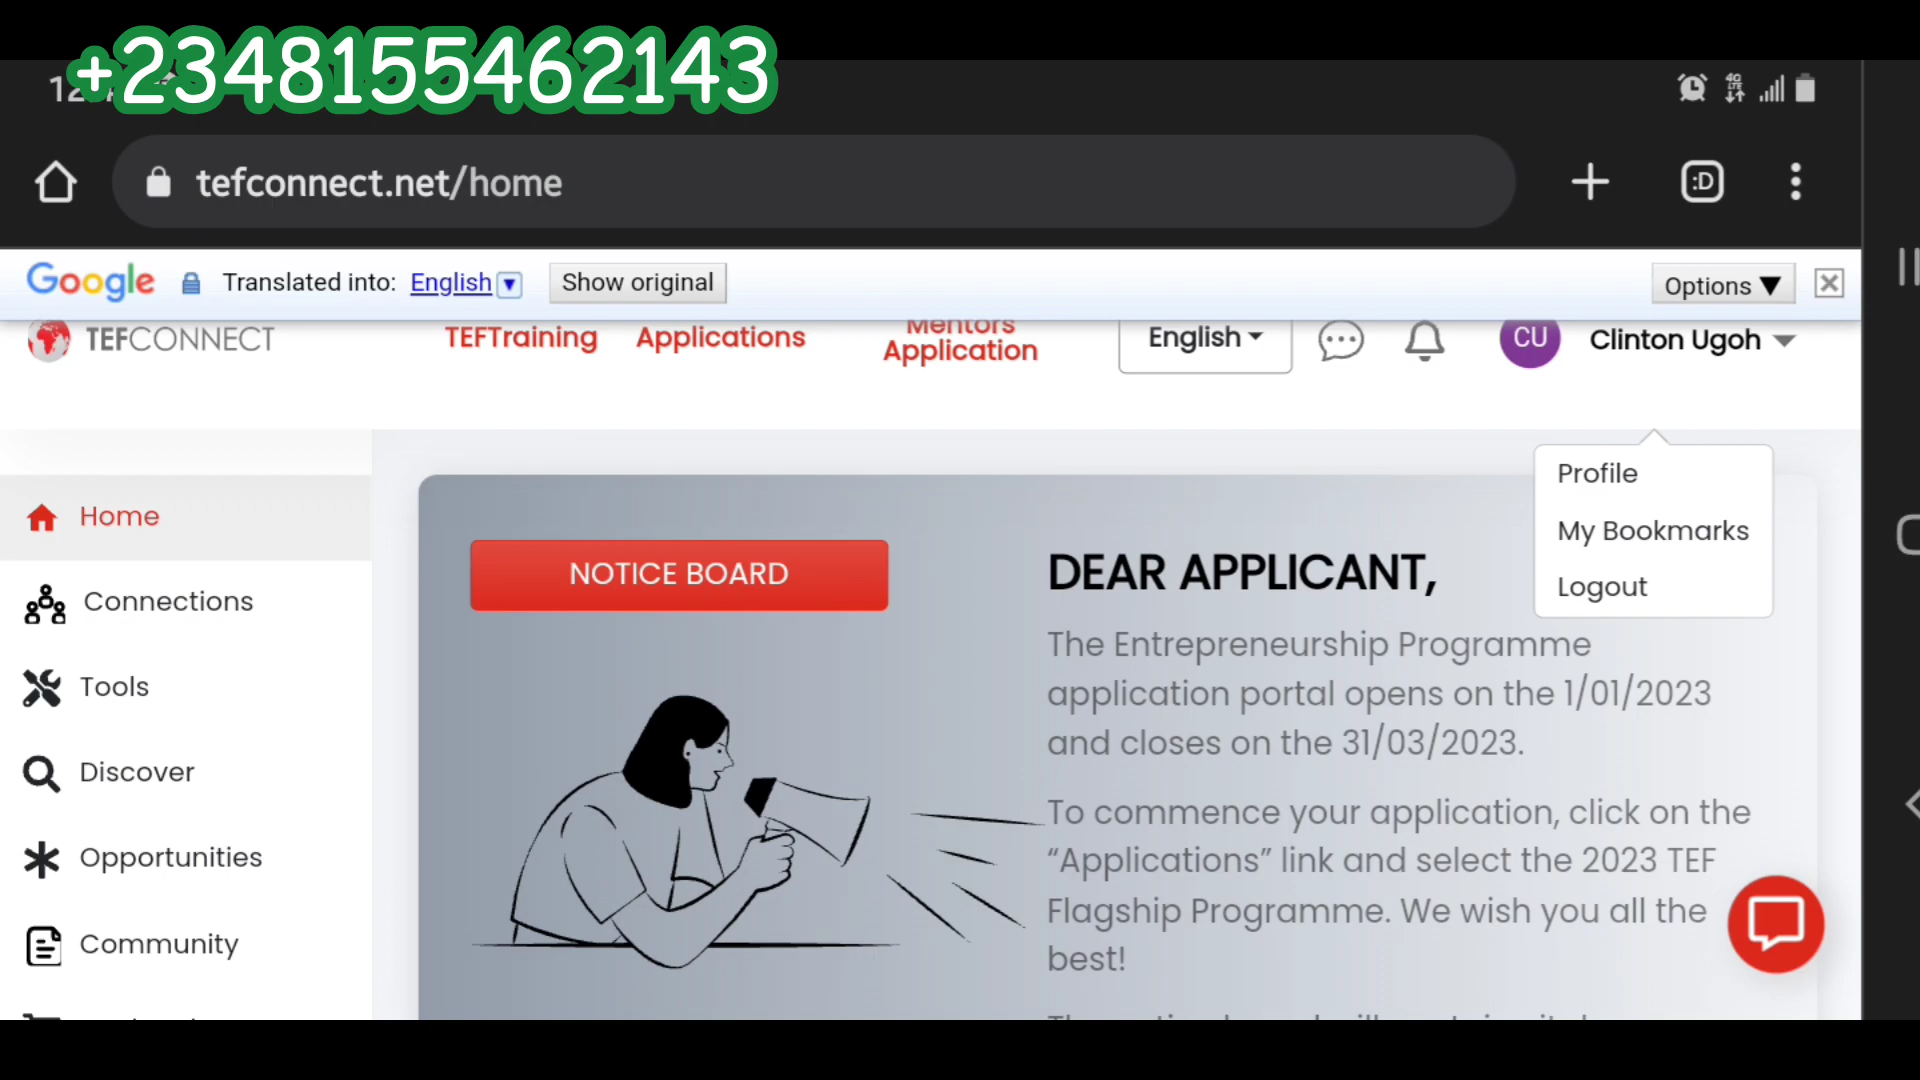 +2348155462143
12
4G
LTE
:D
tefconnect.net/home
Google Translated into: English Show original Options
TEFCONNECT
TEFTraining
Applications
Mentors
Application
English
CU
Clinton Ugoh
Profile
My Bookmarks
Logout
Home
Connections
Tools
Discover
Opportunities
Community
NOTICE BOARD
DEAR APPLICANT,
The Entrepreneurship Programme
application portal opens on the 1/01/2023
and closes on the 31/03/2023.
To commence your application, click on the
“Applications” link and select the 2023 TEF
Flagship Programme. We wish you all the
best!